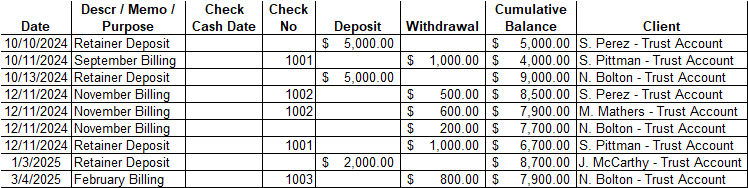 Date Descr / Memo / Purpose Check Cash Date Check No Deposit Withdrawal Cumulative Balance Client
10/10/2024 Retainer Deposit $ 5,000.00 $ 5,000.00 S. Perez - Trust Account
10/11/2024 September Billing 1001 $ 1,000.00 $ 4,000.00 S. Pittman - Trust Account
10/13/2024 Retainer Deposit $ 5,000.00 $ 9,000.00 N. Bolton - Trust Account
12/11/2024 November Billing 1002 $ 500.00 $ 8,500.00 S. Perez - Trust Account
12/11/2024 November Billing 1002 $ 600.00 $ 7,900.00 M. Mathers - Trust Account
12/11/2024 November Billing $ 200.00 $ 7,700.00 N. Bolton - Trust Account
12/11/2024 Retainer Deposit 1001 $ 1,000.00 $ 6,700.00 S. Pittman - Trust Account
1/3/2025 Retainer Deposit $ 2,000.00 $ 8,700.00 J. McCarthy - Trust Account
3/4/2025 February Billing 1003 $ 800.00 $ 7,900.00 N. Bolton - Trust Account